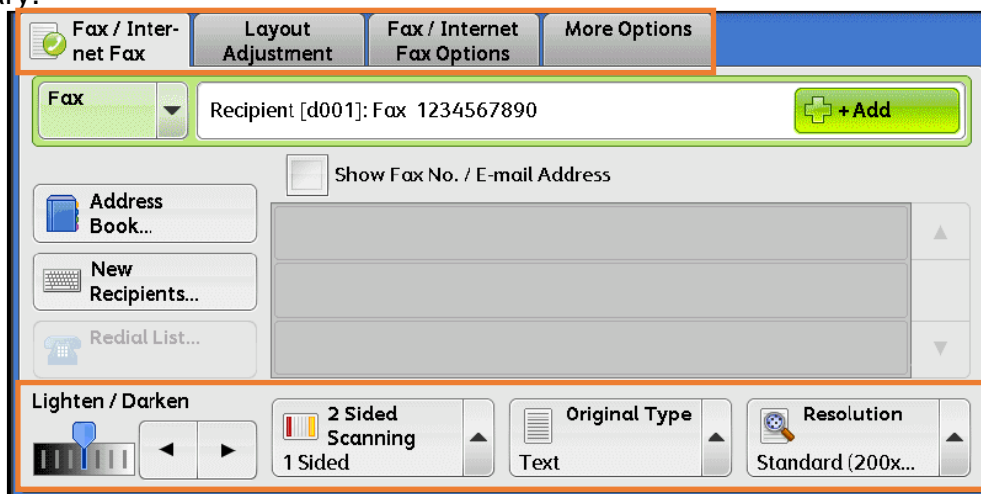 Fax / Inter-
net Fax
Layout
Adjustment
Fax / Internet
Fax Options
More Options
Fax
Recipient [d001]: Fax 1234567890
+ Add
Show Fax No. / E-mail Address
Address
Book...
New
Recipients...
Redial List...
Lighten / Darken
2 Sided
Scanning
1 Sided
Original Type
Text
Resolution
Standard (200x...